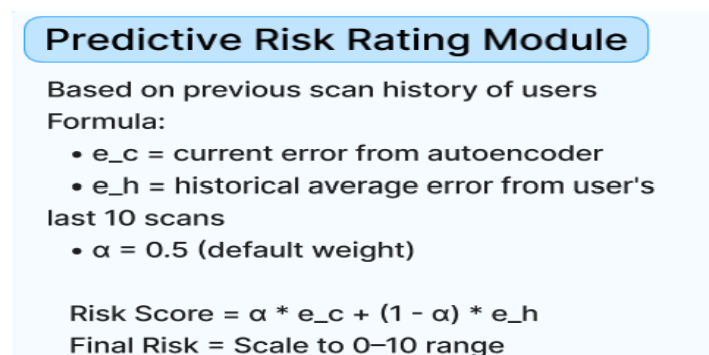 Predictive Risk Rating Module
Based on previous scan history of users
Formula:
• e_c = current error from autoencoder
• e_h = historical average error from user's
last 10 scans
• α = 0.5 (default weight)
Risk Score = α * e_c + (1 - α) * e_h
Final Risk = Scale to 0–10 range